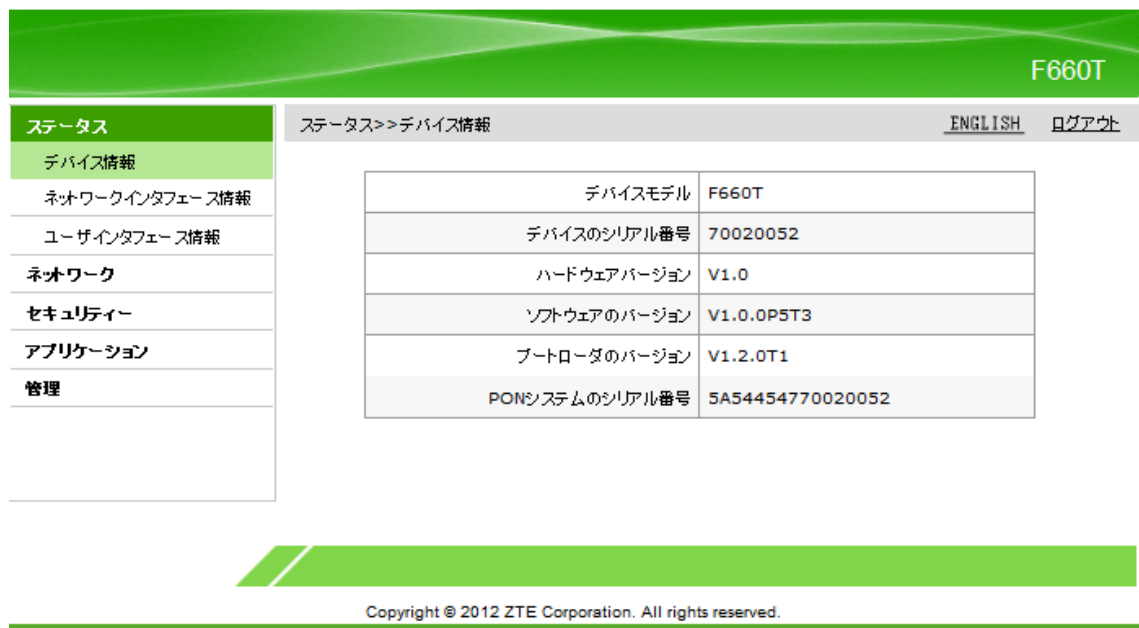 F660T
ステータス
デバイス情報
ネットワークインタフェース情報
ユーザインタフェース情報
ネットワーク
セキュリティー
アプリケーション
管理
ステータス>>デバイス情報 ENGLISH ログアウト
デバイスモデル F660T
デバイスのシリアル番号 70020052
ハードウェアバージョン V1.0
ソフトウェアのバージョン V1.0.0P5T3
ブートローダのバージョン V1.2.0T1
PONシステムのシリアル番号 5A54454770020052
Copyright © 2012 ZTE Corporation. All rights reserved.